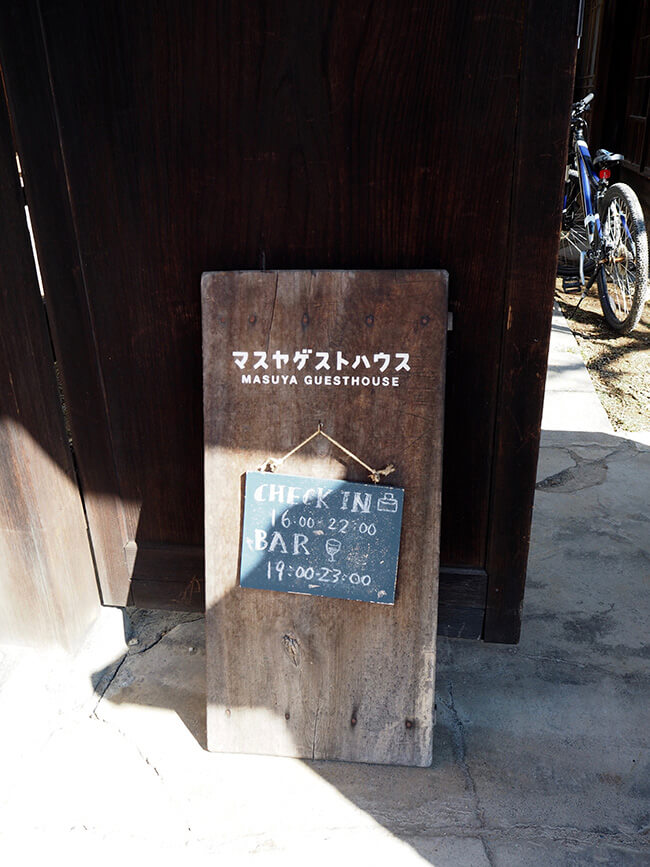 マスヤゲストハウス
MASUYA GUESTHOUSE
CHECK IN
16:00-22:00
BAR
19:00-23:00